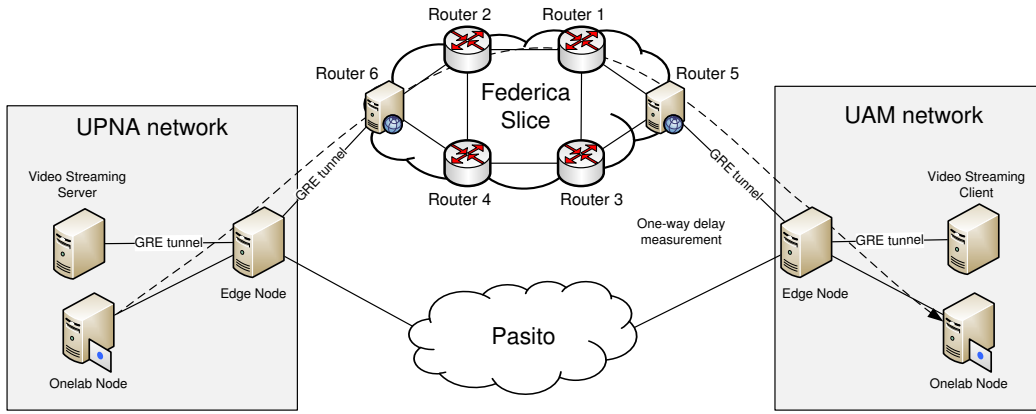 Router 2
Router 1
Router 6
Router 5
Federica
Slice
UPNA network
UAM network
Router 4
Router 3
GRE tunnel
GRE tunnel
Video Streaming
Server
Video Streaming
Client
One-way delay
measurement
GRE tunnel
GRE tunnel
Edge Node
Edge Node
Pasito
Onelab Node
Onelab Node